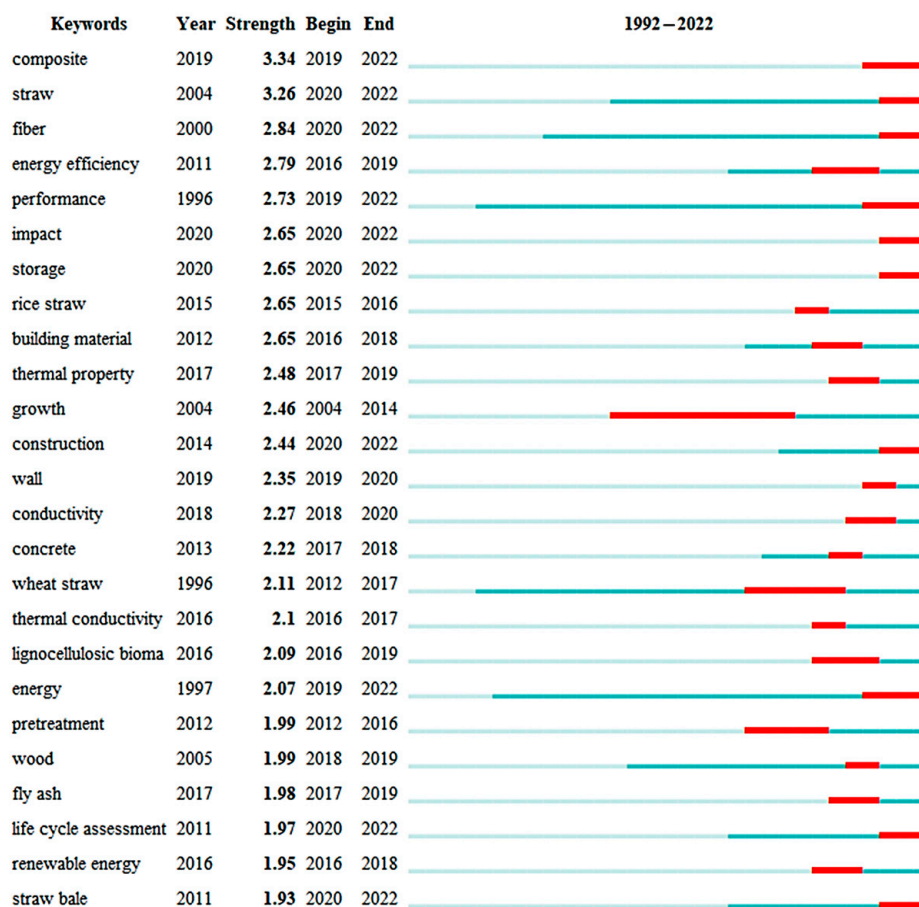 Keywords Year Strength Begin End 1992–2022
composite 2019 3.34 2019 2022
straw 2004 3.26 2020 2022
fiber 2000 2.84 2020 2022
energy efficiency 2011 2.79 2016 2019
performance 1996 2.73 2019 2022
impact 2020 2.65 2020 2022
storage 2020 2.65 2020 2022
rice straw 2015 2.65 2015 2016
building material 2012 2.65 2016 2018
thermal property 2017 2.48 2017 2019
growth 2004 2.46 2004 2014
construction 2014 2.44 2020 2022
wall 2019 2.35 2019 2020
conductivity 2018 2.27 2018 2020
concrete 2013 2.22 2017 2018
wheat straw 1996 2.11 2012 2017
thermal conductivity 2016 2.1 2016 2017
lignocellulosic bioma 2016 2.09 2016 2019
energy 1997 2.07 2019 2022
pretreatment 2012 1.99 2012 2016
wood 2005 1.99 2018 2019
fly ash 2017 1.98 2017 2019
life cycle assessment 2011 1.97 2020 2022
renewable energy 2016 1.95 2016 2018
straw bale 2011 1.93 2020 2022